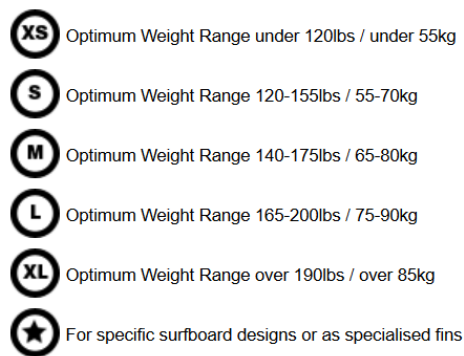 XS Optimum Weight Range under 120lbs / under 55kg
S Optimum Weight Range 120-155lbs / 55-70kg
M Optimum Weight Range 140-175lbs / 65-80kg
L Optimum Weight Range 165-200lbs / 75-90kg
XL Optimum Weight Range over 190lbs / over 85kg
For specific surfboard designs or as specialised fins